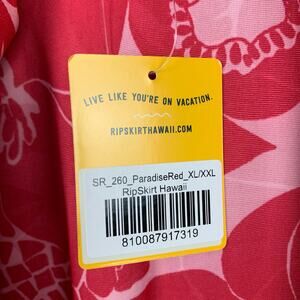 LIVE LIKE YOU'RE ON VACATION.
RIPSKIRTHAWAII.COM
SR_260_ParadiseRed_XL/XXL
RipSkirt Hawaii
810087917319